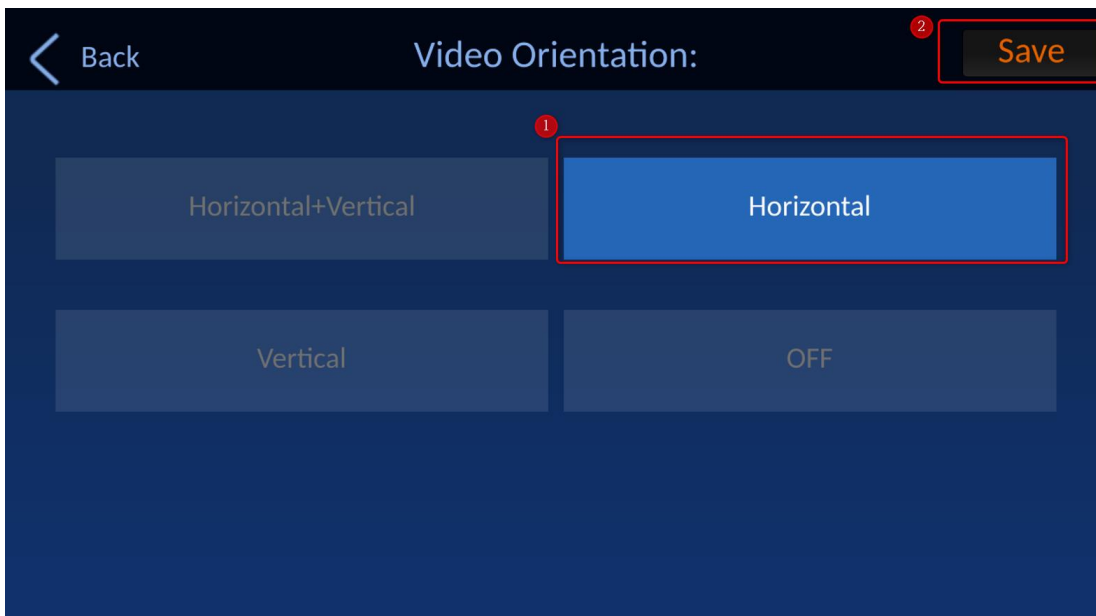 Back
Video Orientation:
2
Save
1
Horizontal+Vertical
Horizontal
Vertical
OFF